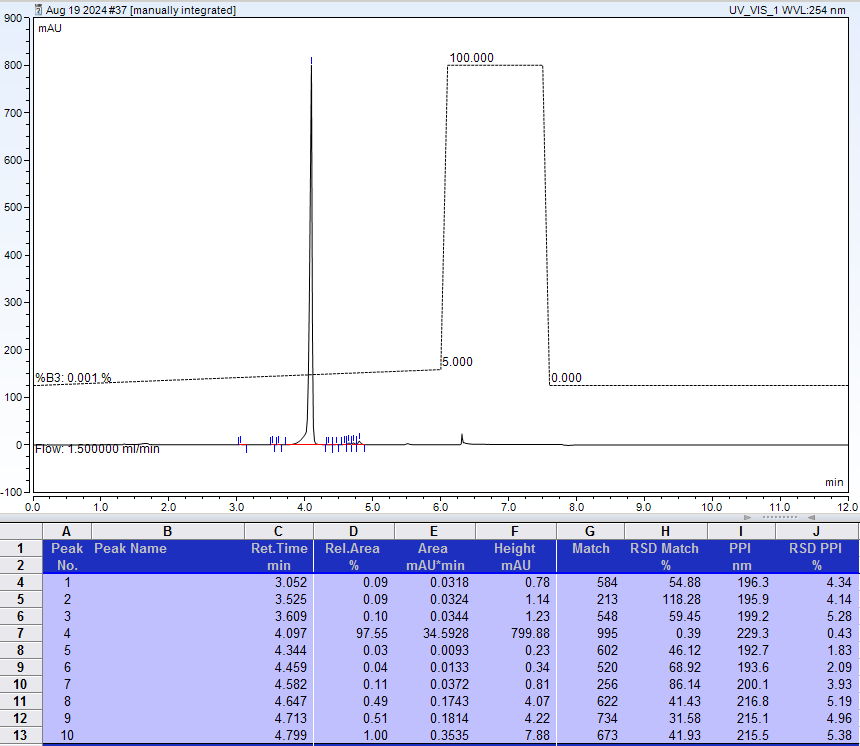 Aug 19 2024 #37 [manually integrated] UV_VIS_1 WVL:254 nm
900
mAU
100.000
800
700
600
500
400
300
200
5.000
%B3: 0.001 %
0.000
100
0
Flow: 1.500000 ml/min
min
-100
0.0 1.0 2.0 3.0 4.0 5.0 6.0 7.0 8.0 9.0 10.0 11.0 12.0
A B C D E F G H I J
1 Peak Peak Name Ret.Time Rel.Area Area Height Match RSD Match PPI RSD PPI
2 No. min % mAU*min mAU % nm %
4 1 3.052 0.09 0.0318 0.78 584 54.88 196.3 4.34
5 2 3.525 0.09 0.0324 1.14 213 118.28 195.9 4.14
6 3 3.609 0.10 0.0344 1.23 548 59.45 199.2 5.28
7 4 4.097 97.55 34.5928 799.88 995 0.39 229.3 0.43
8 5 4.344 0.03 0.0093 0.23 602 46.12 192.7 1.83
9 6 4.459 0.04 0.0133 0.34 520 68.92 193.6 2.09
10 7 4.582 0.11 0.0372 0.81 256 86.14 200.1 3.93
11 8 4.647 0.49 0.1743 4.07 622 41.43 216.8 5.19
12 9 4.713 0.51 0.1814 4.22 734 31.58 215.1 4.96
13 10 4.799 1.00 0.3535 7.88 673 41.93 215.5 5.38